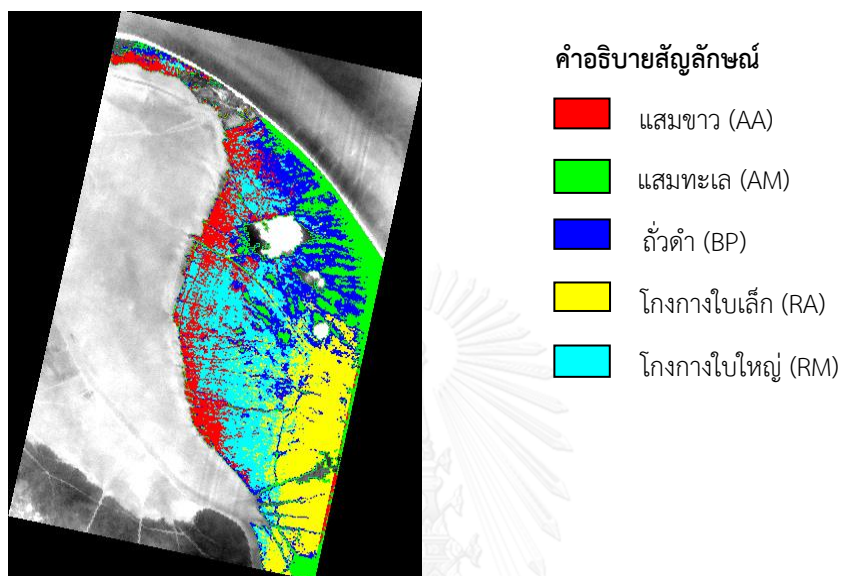 คำอธิบายสัญลักษณ์
แสมขาว (AA)
แสมทะเล (AM)
ถั่วดำ (BP)
โกงกางใบเล็ก (RA)
โกงกางใบใหญ่ (RM)